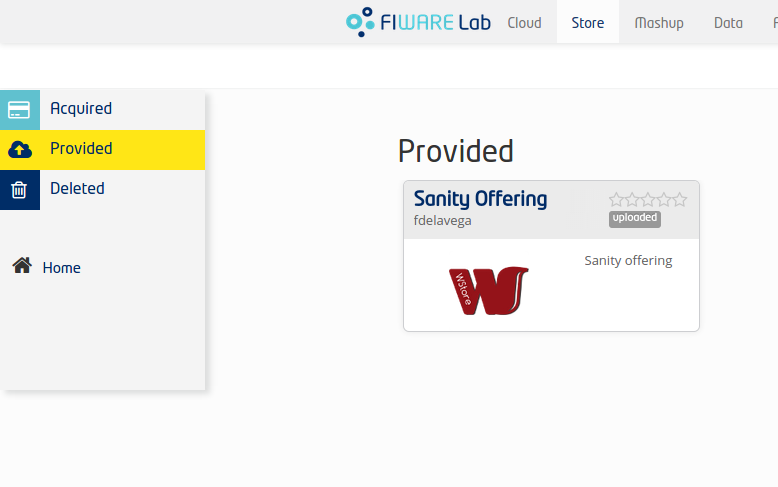 FIWARE Lab Cloud Store Mashup Data
Acquired
Provided
Deleted
Home
Provided
Sanity Offering
fdelavega
uploaded
Sanity offering
WStore